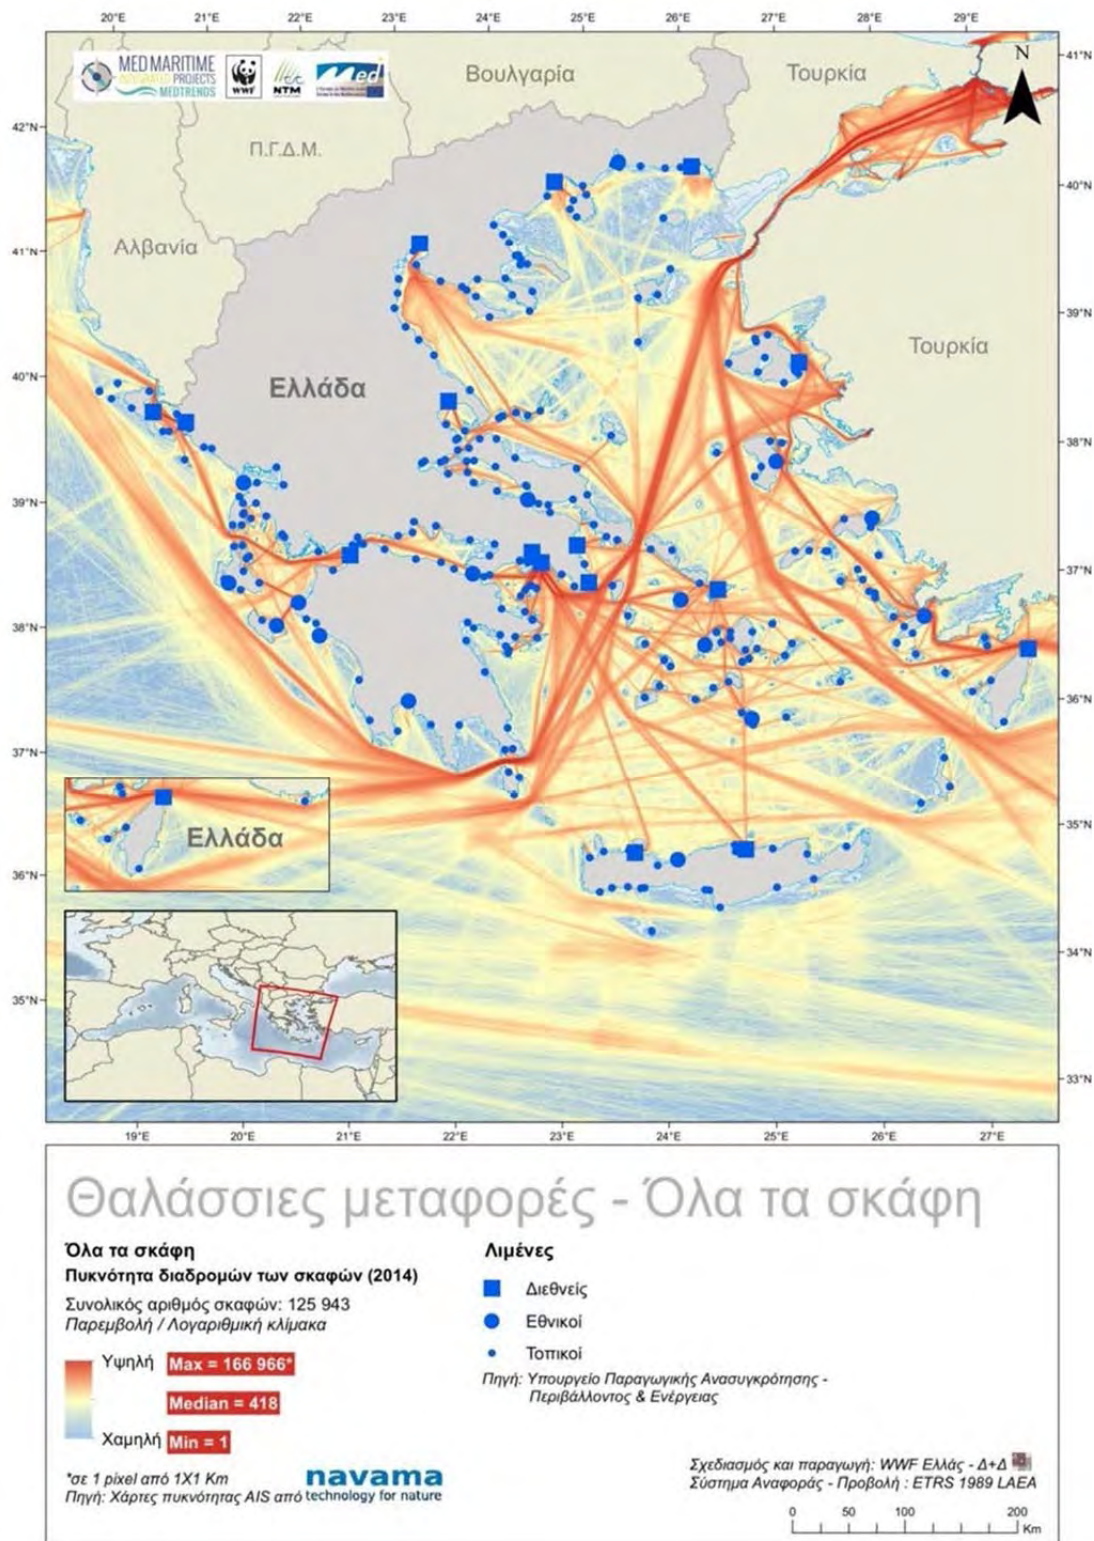 20°E 21°E 22°E 23°E 24°E 25°E 26°E 27°E 28°E 29°E
MED MARITIME
INTEGRATED PROJECTS
MEDTRENDS
WWF
NTM
Med
Βουλγαρία
Τουρκία
N
41°N
42°N
Π.Γ.Δ.Μ.
40°N
Αλβανία
41°N
39°N
Τουρκία
40°N
Ελλάδα
38°N
39°N
37°N
38°N
36°N
37°N
35°N
Ελλάδα
36°N
34°N
35°N
33°N
19°E 20°E 21°E 22°E 23°E 24°E 25°E 26°E 27°E
Θαλάσσιες μεταφορές - Όλα τα σκάφη
Όλα τα σκάφη
Πυκνότητα διαδρομών των σκαφών (2014)
Συνολικός αριθμός σκαφών: 125 943
Παρεμβολή / Λογαριθμική κλίμακα
Υψηλή Max = 166 966*
Median = 418
Χαμηλή Min = 1
*σε 1 pixel από 1X1 Km
Πηγή: Χάρτες πυκνότητας AIS από navama
technology for nature
Λιμένες
Διεθνείς
Εθνικοί
Τοπικοί
Πηγή: Υπουργείο Παραγωγικής Ανασυγκρότησης -
Περιβάλλοντος & Ενέργειας
Σχεδιασμός και παραγωγή: WWF Ελλάς - Δ+Δ
Σύστημα Αναφοράς - Προβολή : ETRS 1989 LAEA
0 50 100 200
Km